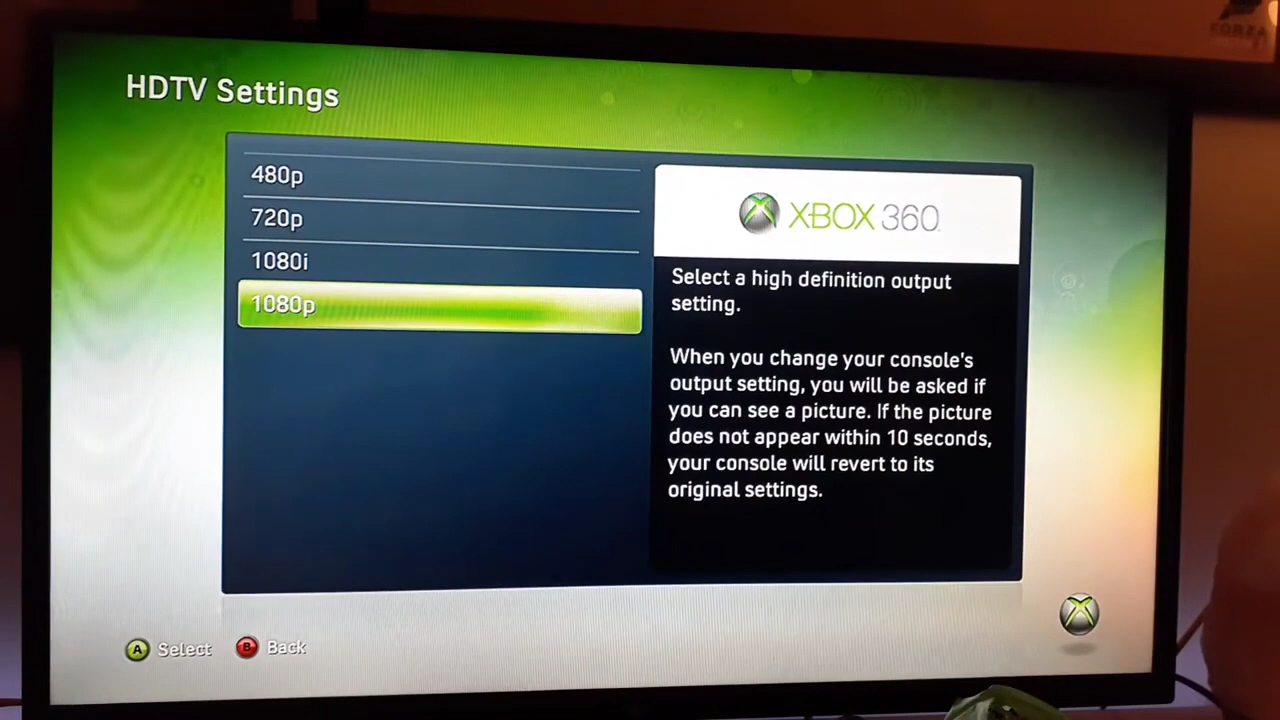 HDTV Settings
480p
720p
1080i
1080p
XBOX 360
Select a high definition output
setting.
When you change your console's
output setting, you will be asked if
you can see a picture. If the picture
does not appear within 10 seconds,
your console will revert to its
original settings.
A Select B Back